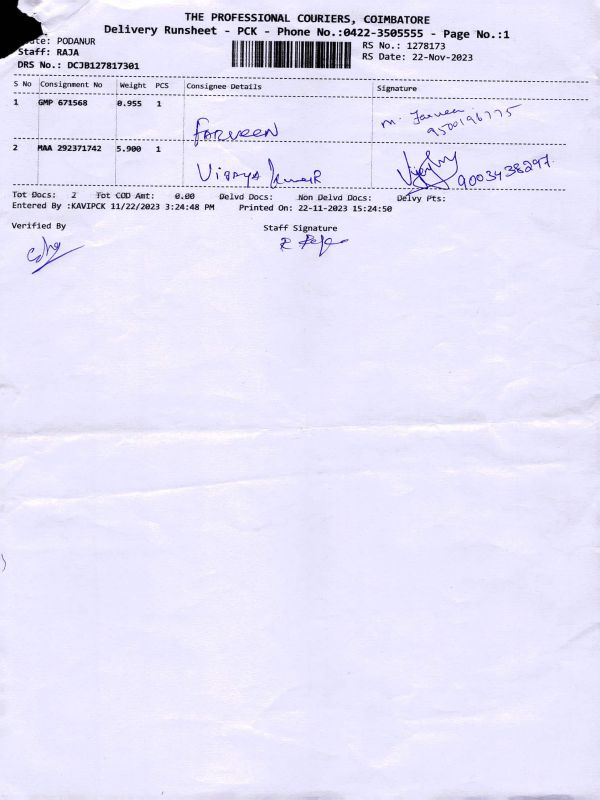 THE PROFESSIONAL COURIERS, COIMBATORE
Delivery Runsheet - PCK - Phone No.:0422-3505555 - Page No.:1
PODANUR
RS No.: 1278173
Staff: RAJA
RS Date: 22-Nov-2023
DRS No.: DCJB127817301
S No Consignment No Weight PCS Consignee Details Signature
1 GMP 671568 0.955 1
FARVEEN
M. Farveen
9500196775
2 MAA 292371742 5.900 1
Vijaya Kumar
9003438297
Tot Docs: 2 Tot COD Amt: 0.00 Delvd Docs: Non Delvd Docs: Delvy Pts:
Entered By :KAVIPCK 11/22/2023 3:24:48 PM Printed On: 22-11-2023 15:24:50
Verified By Staff Signature